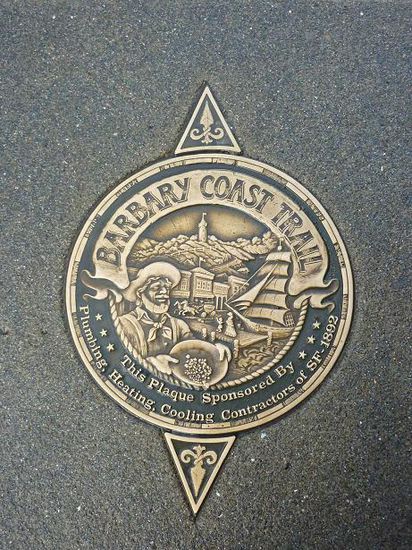 BARBARY COAST TRAIL
This Plaque Sponsored By
Plumbing, Heating, Cooling Contractors of SF-1892